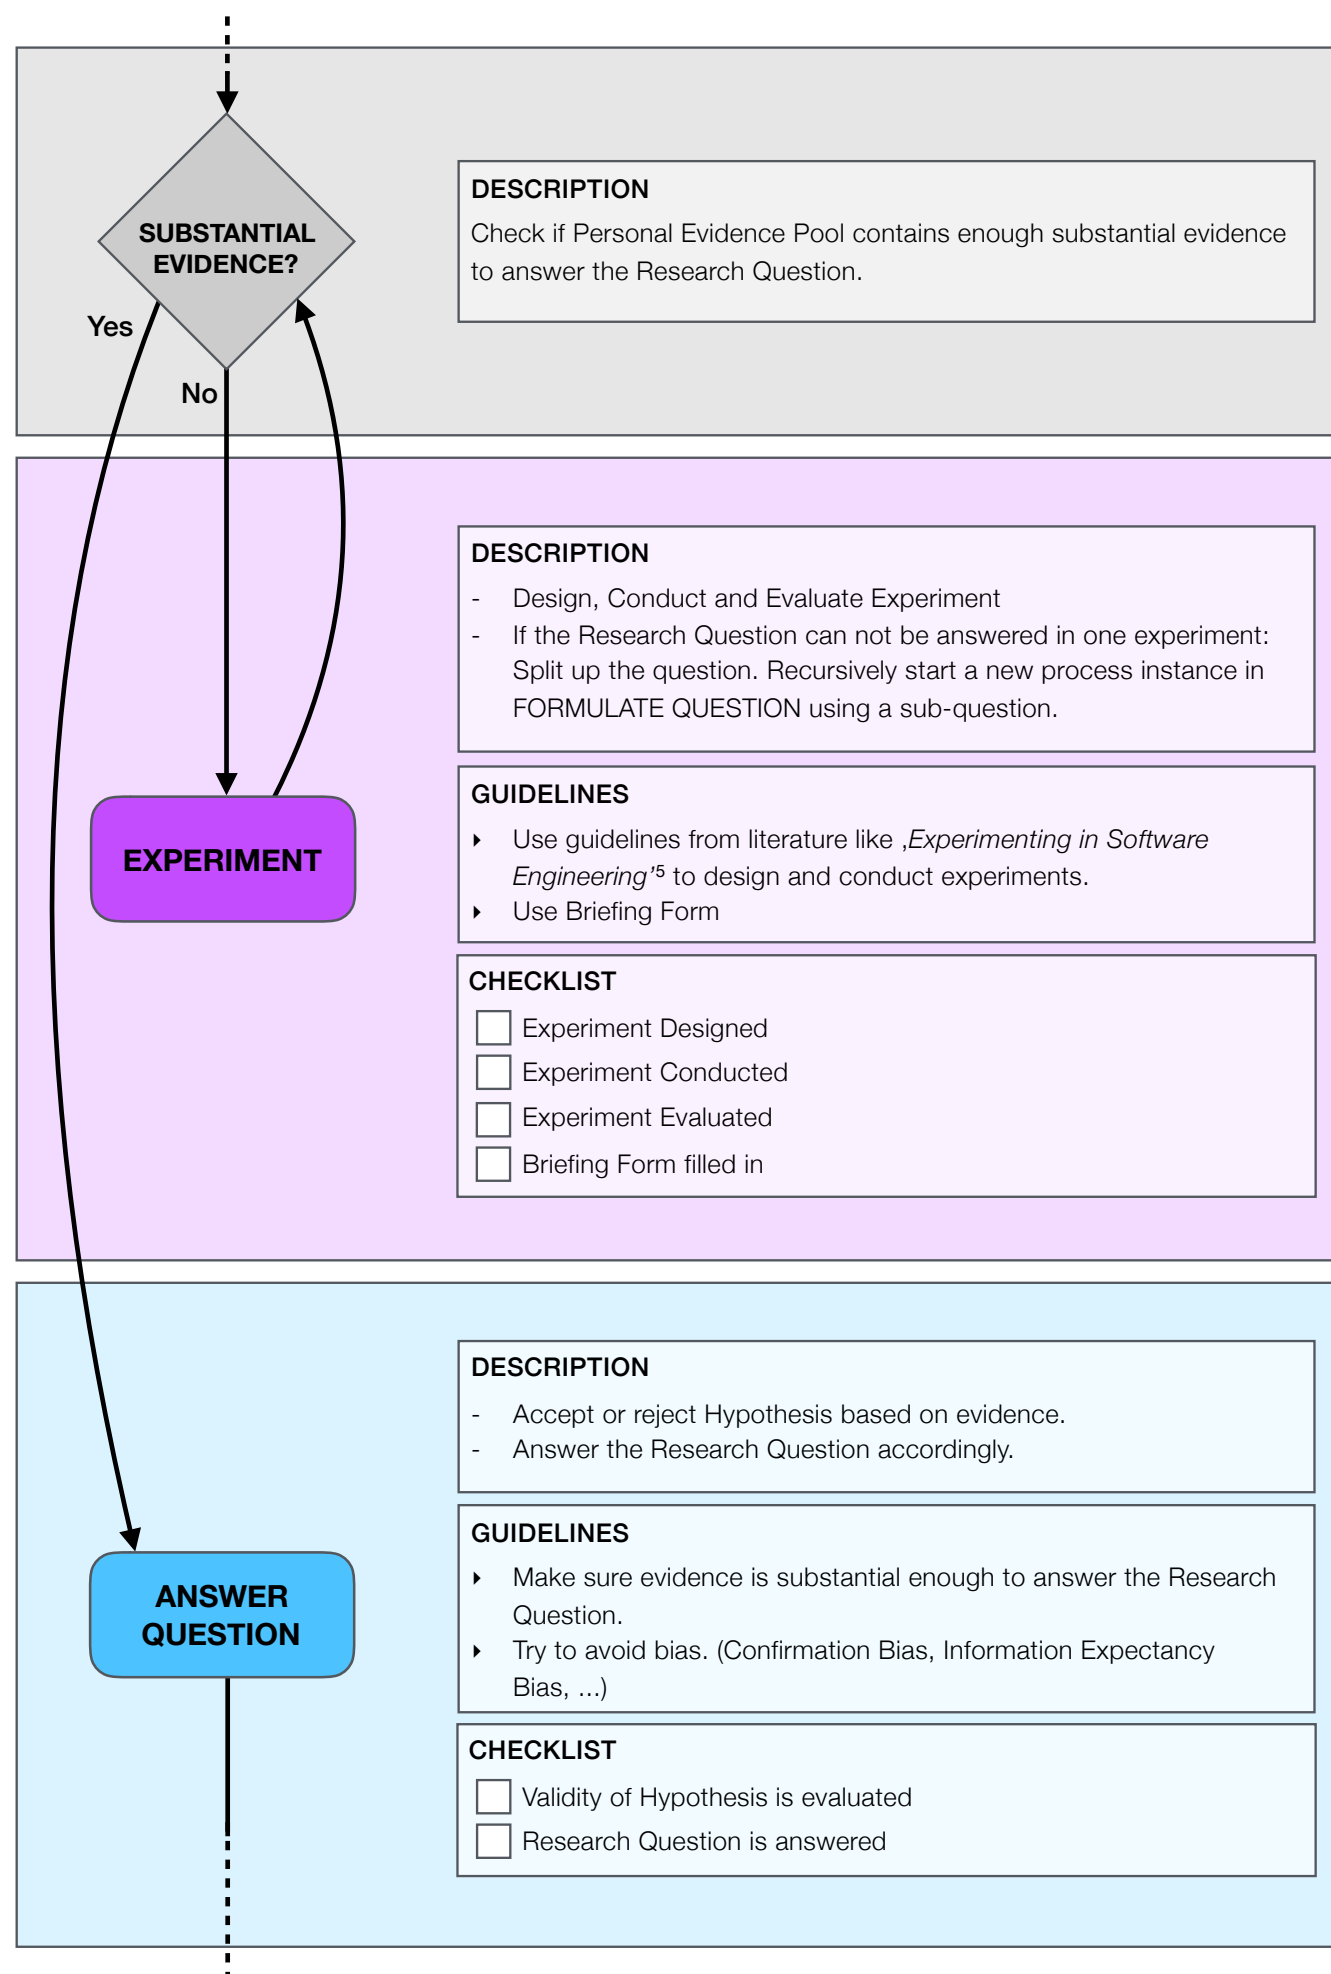 SUBSTANTIAL
EVIDENCE?
Yes
No
DESCRIPTION
Check if Personal Evidence Pool contains enough substantial evidence
to answer the Research Question.
EXPERIMENT
DESCRIPTION
- Design, Conduct and Evaluate Experiment
- If the Research Question can not be answered in one experiment:
Split up the question. Recursively start a new process instance in
FORMULATE QUESTION using a sub-question.
GUIDELINES
‣ Use guidelines from literature like ‚Experimenting in Software
Engineering’⁵ to design and conduct experiments.
‣ Use Briefing Form
CHECKLIST
Experiment Designed
Experiment Conducted
Experiment Evaluated
Briefing Form filled in
ANSWER
QUESTION
DESCRIPTION
- Accept or reject Hypothesis based on evidence.
- Answer the Research Question accordingly.
GUIDELINES
‣ Make sure evidence is substantial enough to answer the Research
Question.
‣ Try to avoid bias. (Confirmation Bias, Information Expectancy
Bias, ...)
CHECKLIST
Validity of Hypothesis is evaluated
Research Question is answered